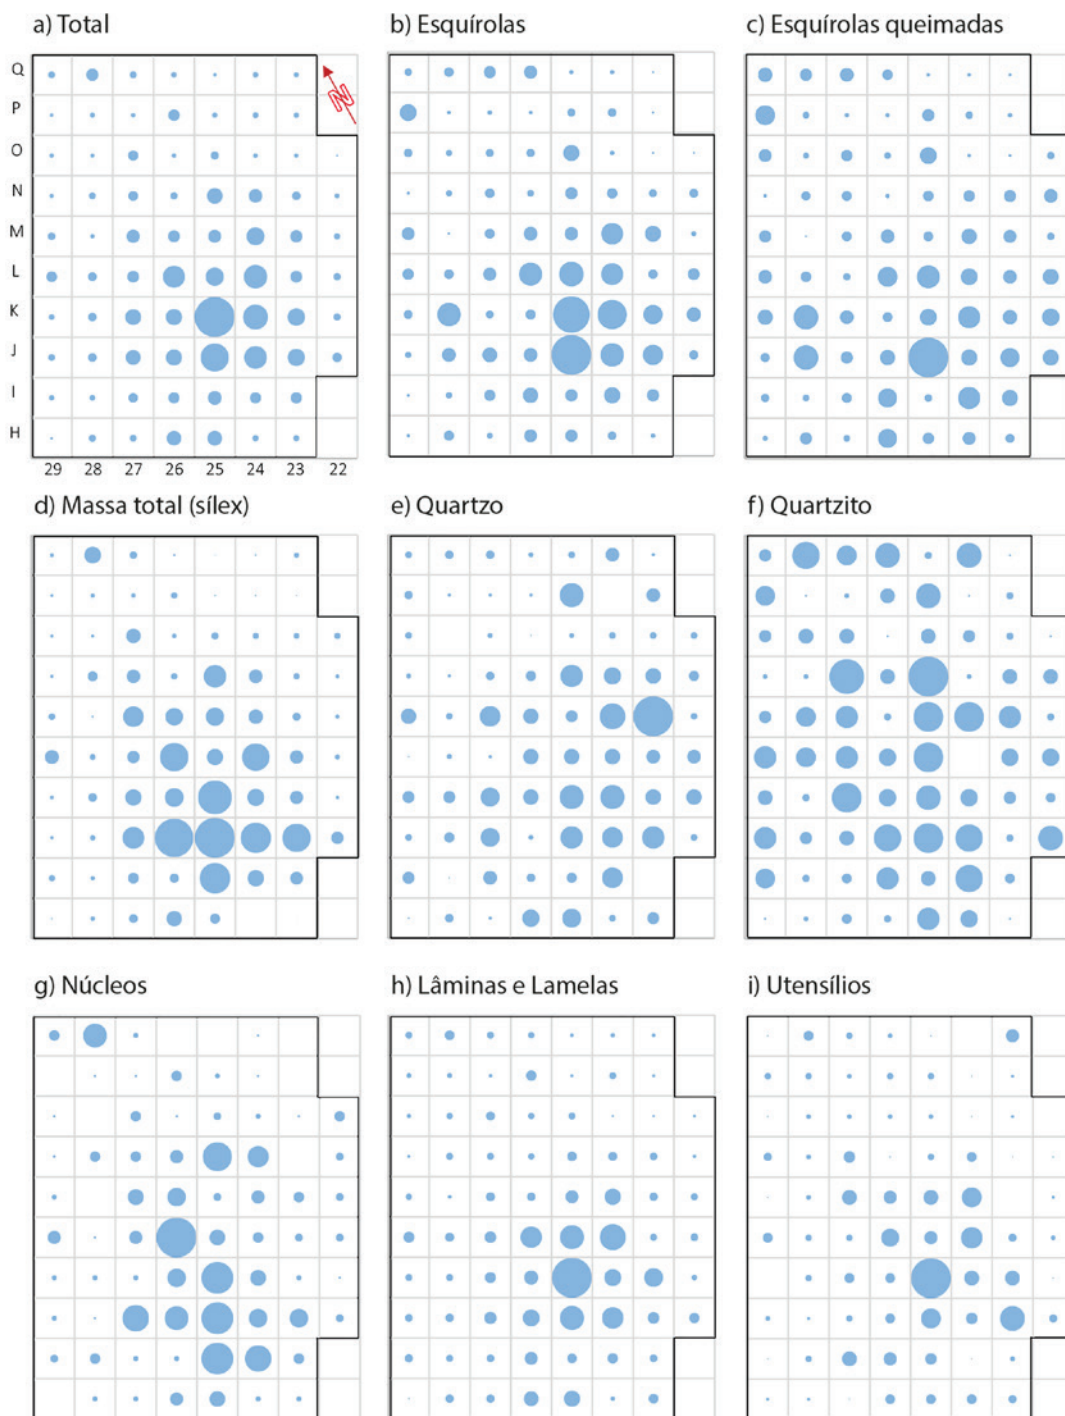 a) Total
b) Esquírolas
c) Esquírolas queimadas
Q
N
P
O
N
M
L
K
J
I
H
29 28 27 26 25 24 23 22
d) Massa total (sílex)
e) Quartzo
f) Quartzito
g) Núcleos
h) Lâminas e Lamelas
i) Utensílios